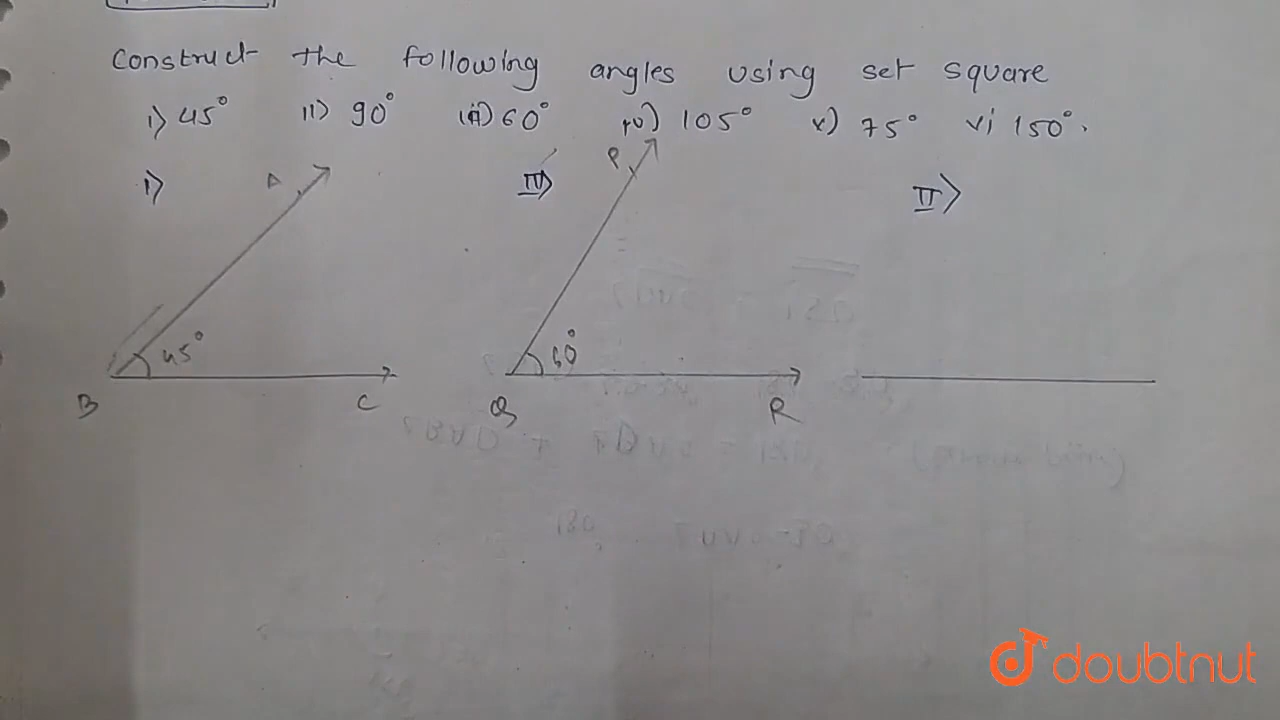 Construct the following angles using set square
i) 45° ii) 90° (iii) 60° iv) 105° v) 75° vi 150°.
i) A III) P II)
45° 60°
B C Q R
180
doubtnut